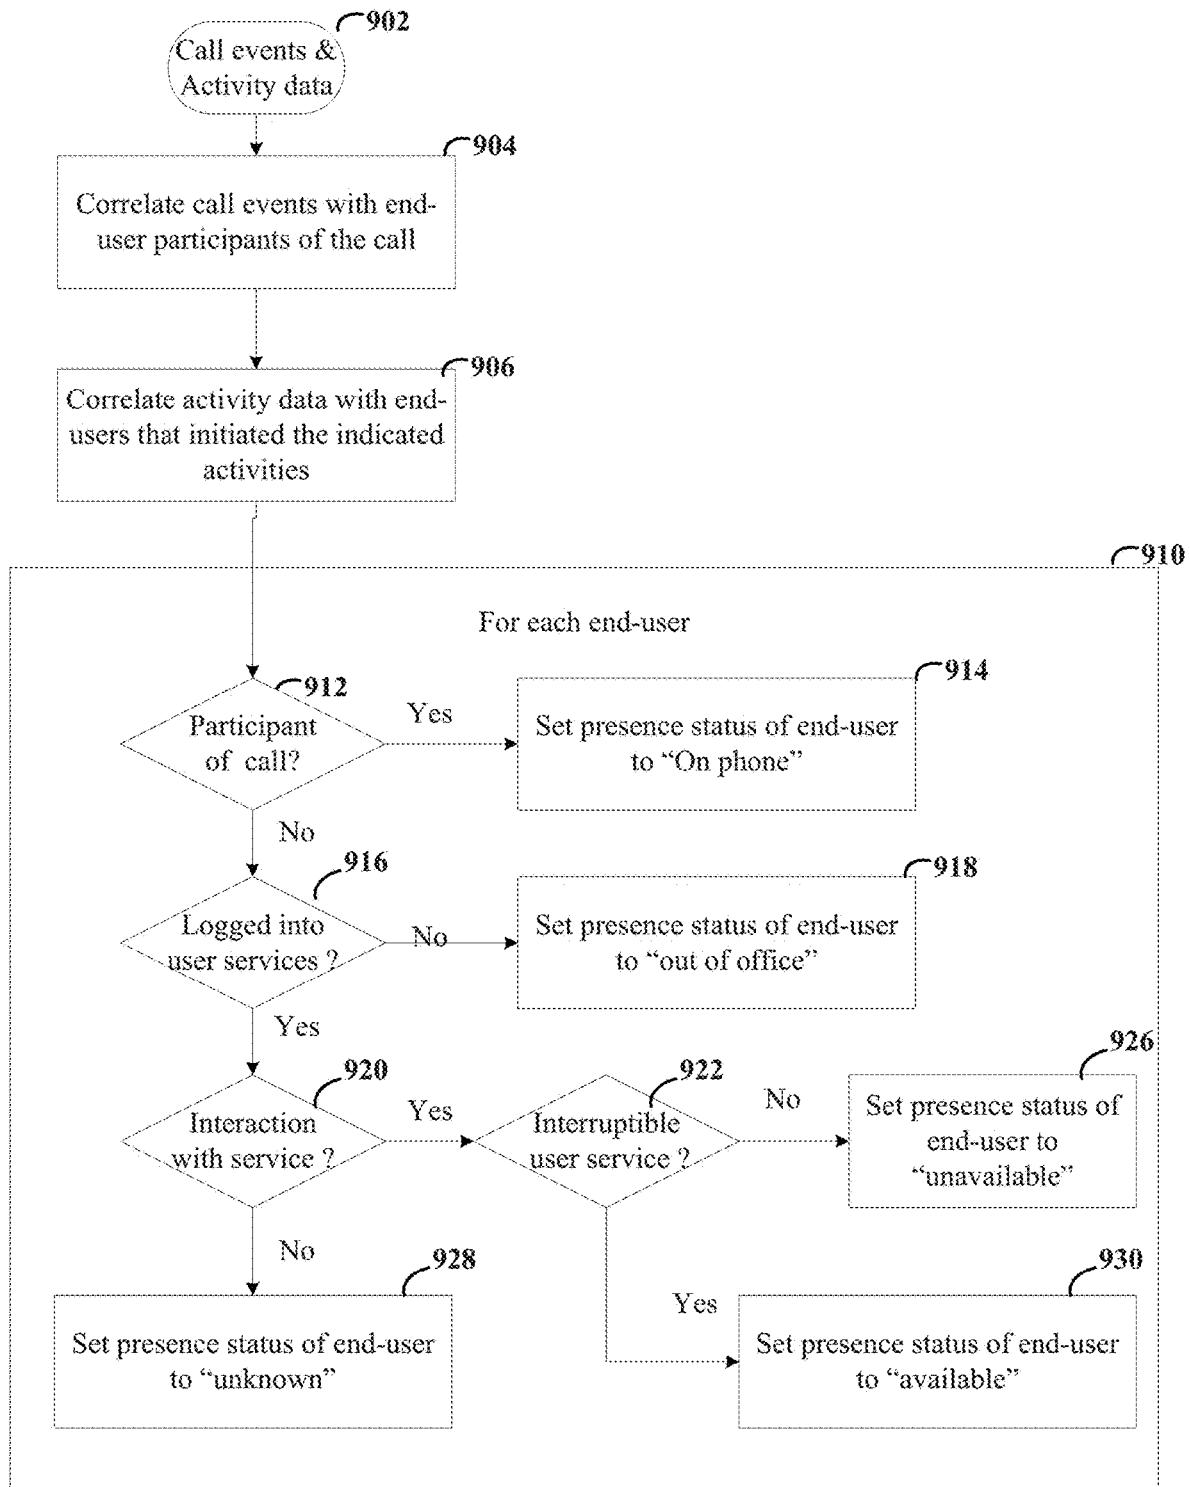 902
Call events &
Activity data
904
Correlate call events with end-
user participants of the call
906
Correlate activity data with end-
users that initiated the indicated
activities
910
For each end-user
912
Participant
of call?
Yes
914
Set presence status of end-user
to “On phone”
No
916
Logged into
user services ?
No
918
Set presence status of end-user
to “out of office”
Yes
920
Interaction
with service ?
Yes
922
Interruptible
user service ?
No
926
Set presence status of
end-user to
“unavailable”
No
928
Set presence status of end-user
to “unknown”
Yes
930
Set presence status of end-user
to “available”